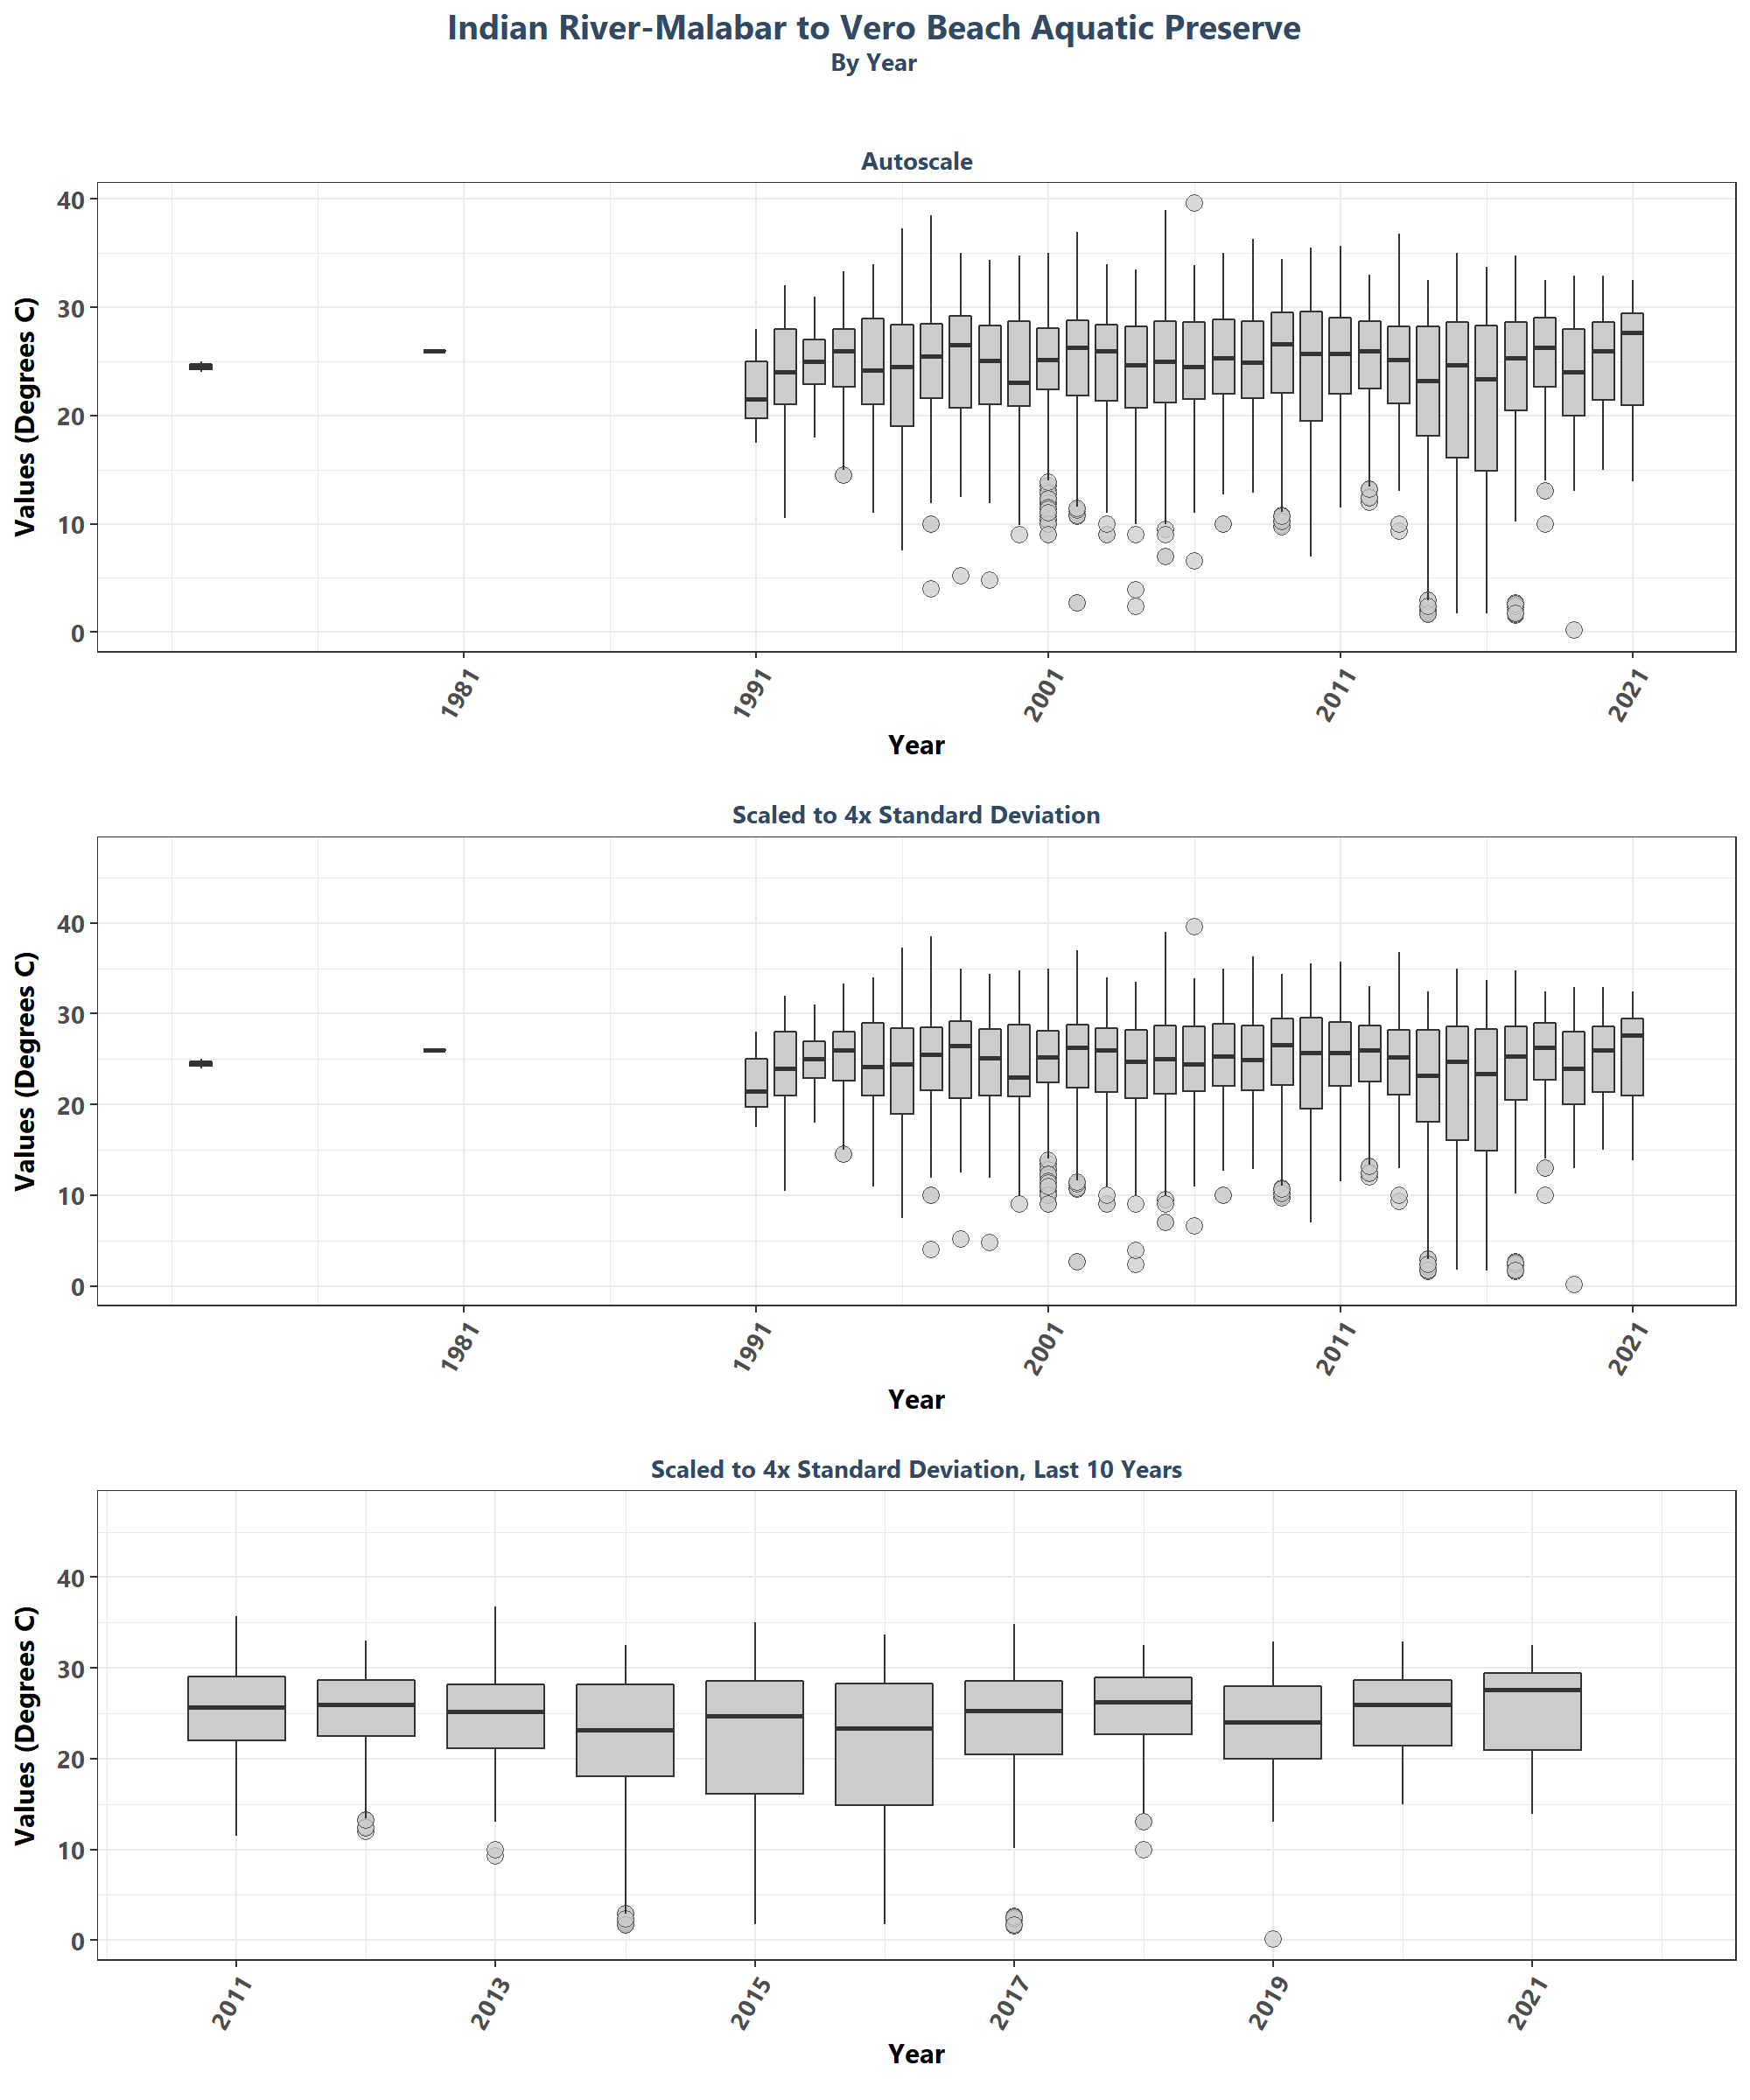 Indian River-Malabar to Vero Beach Aquatic Preserve
By Year
Autoscale
Values (Degrees C)
40
30
20
10
0
1981
1991
2001
2011
2021
Year
Scaled to 4x Standard Deviation
Values (Degrees C)
40
30
20
10
0
1981
1991
2001
2011
2021
Year
Scaled to 4x Standard Deviation, Last 10 Years
Values (Degrees C)
40
30
20
10
0
2011
2013
2015
2017
2019
2021
Year